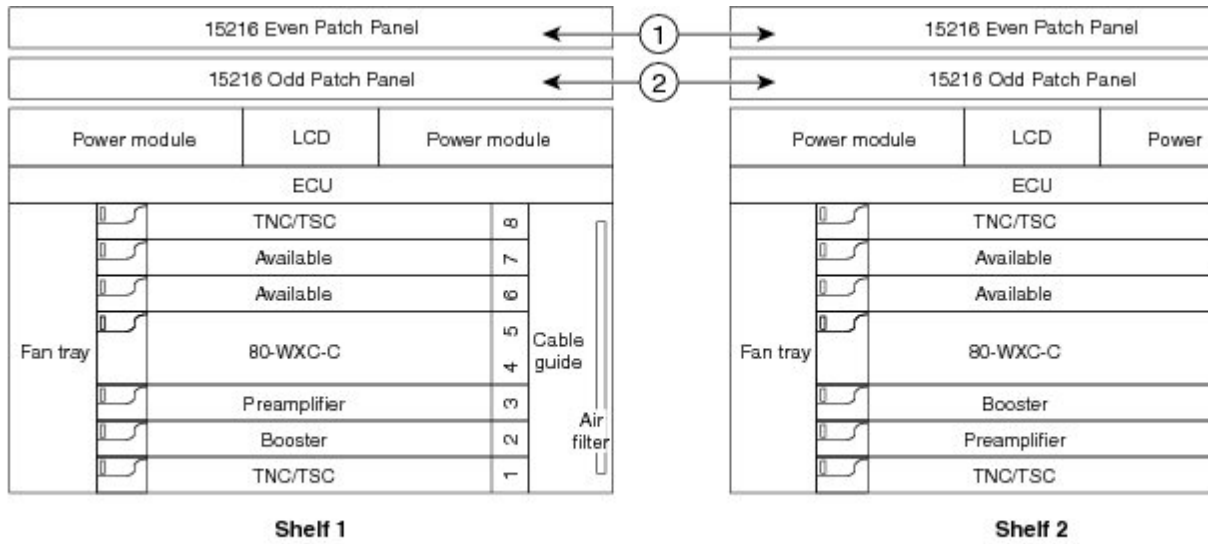 15216 Even Patch Panel
1
15216 Even Patch Panel
15216 Odd Patch Panel
2
15216 Odd Patch Panel
Power module
LCD
Power module
ECU
Fan tray
TNC/TSC
8
Available
7
Available
6
80-WXC-C
5
4
Preamplifier
3
Booster
2
TNC/TSC
1
Cable
guide
Air
filter
Shelf 1
Power module
LCD
Power
ECU
Fan tray
TNC/TSC
Available
Available
80-WXC-C
Booster
Preamplifier
TNC/TSC
Shelf 2